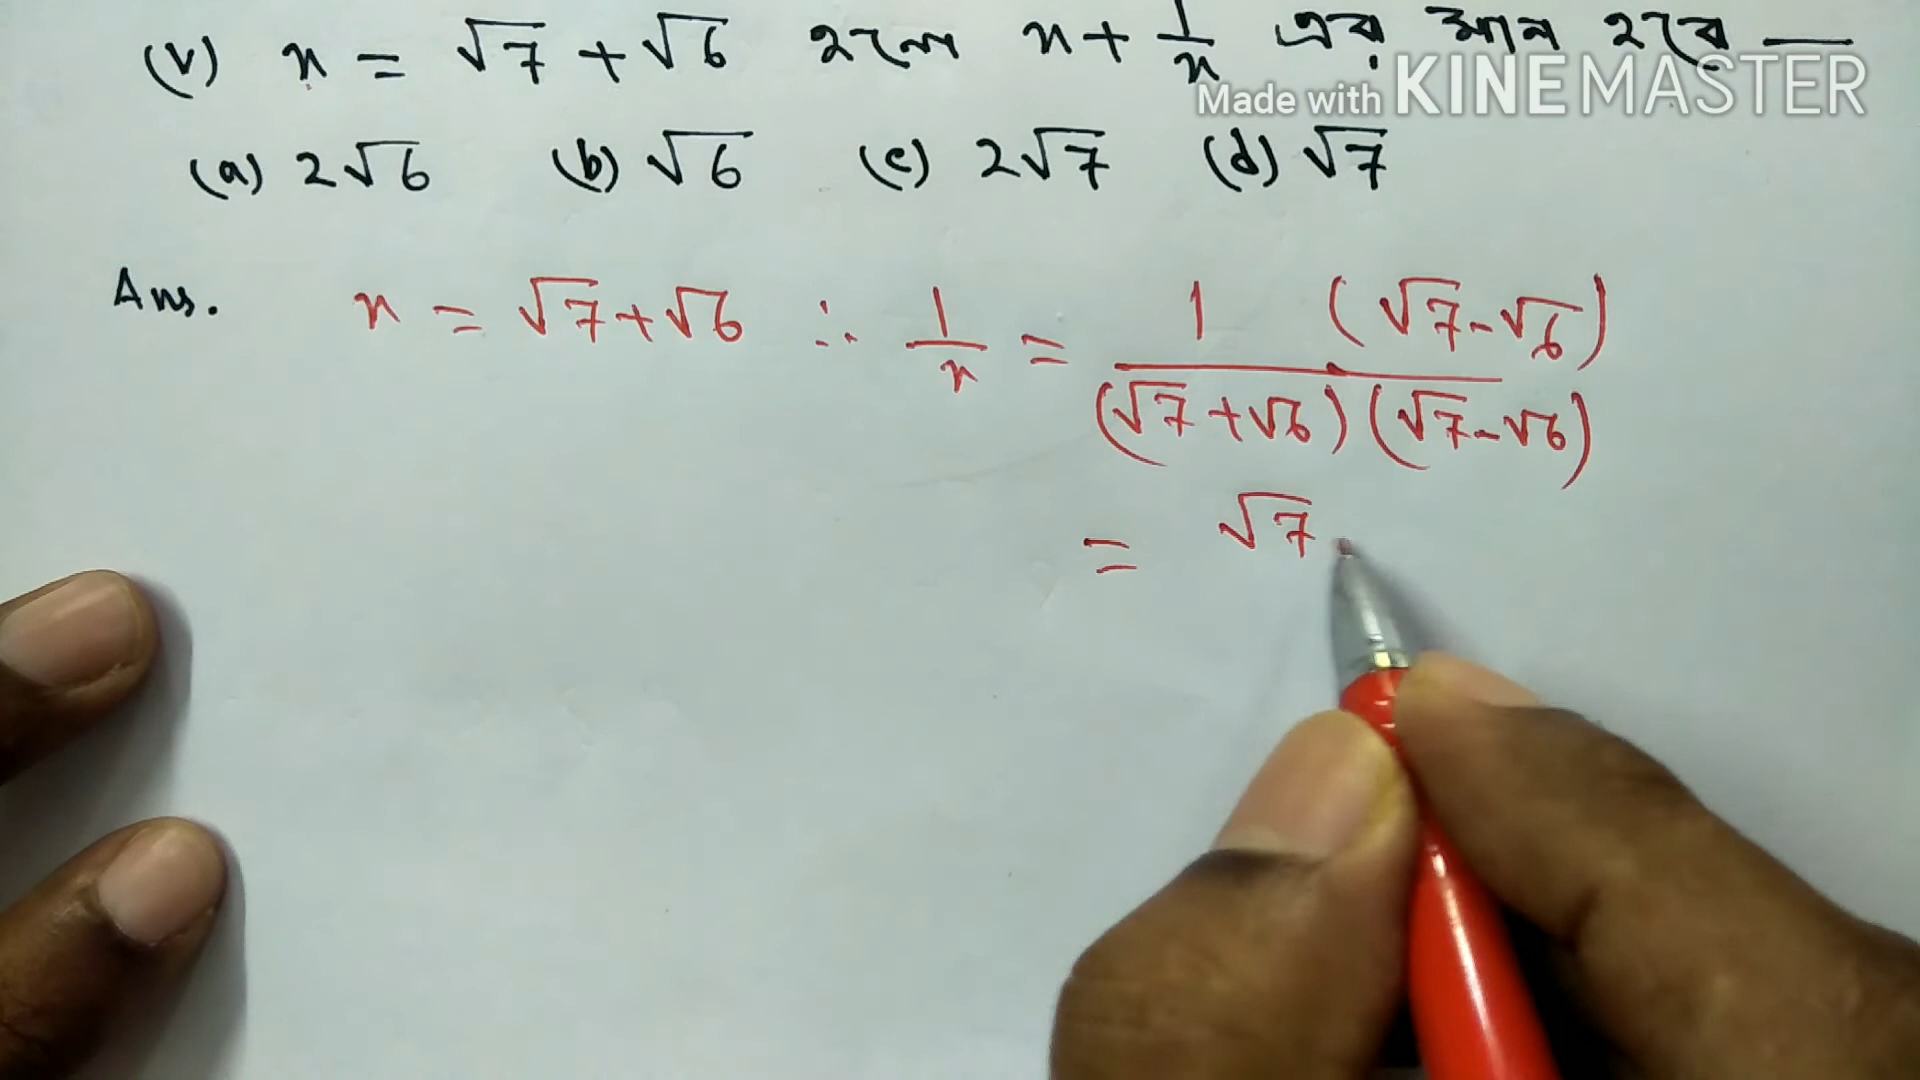 (v) x = √7 + √6 হলে x + 1/x এর মান হবে —
Made with KINEMASTER
(a) 2√6 (b) √6 (c) 2√7 (d) √7
Ans. x = √7 + √6 ∴ 1/x = 1 (√7 - √6) / (√7 + √6) (√7 - √6)
= √7